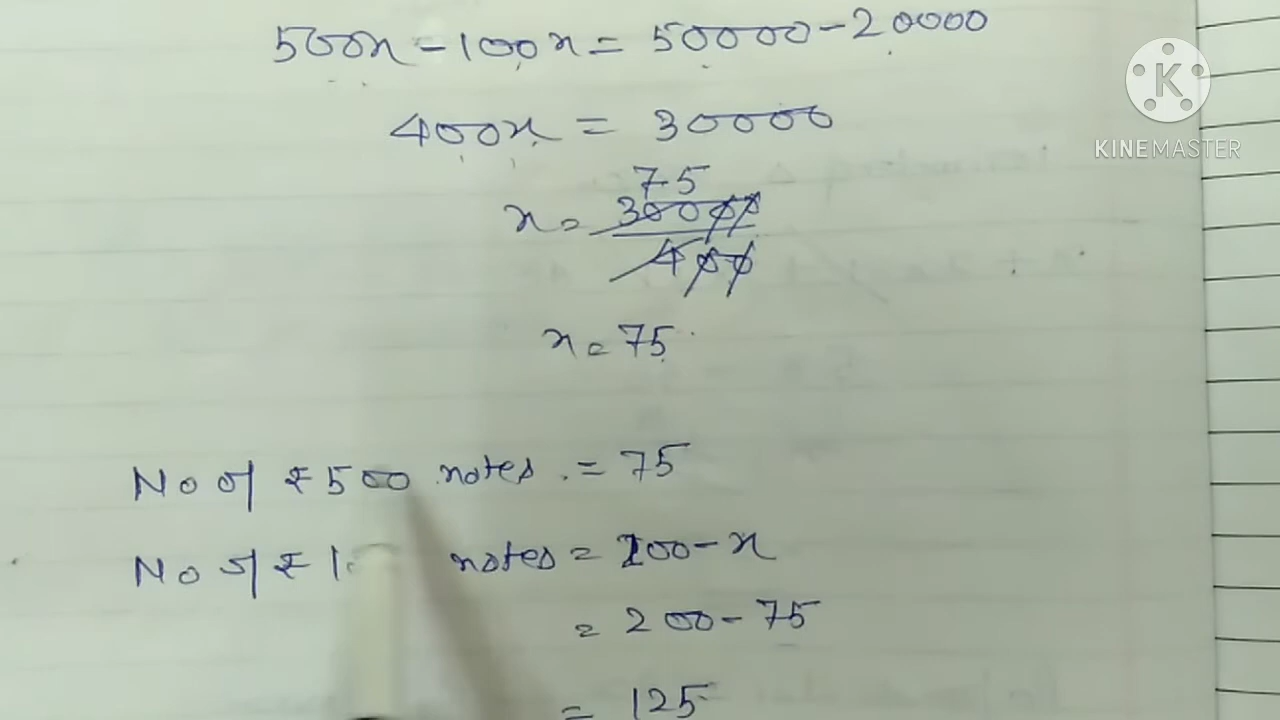 500x - 100x = 50000 - 20000
K
KINEMASTER
400x = 30000
75
x = 30000
400
x = 75
No of ₹ 500 notes = 75
No of ₹ notes = 200 - x
= 200 - 75
= 125